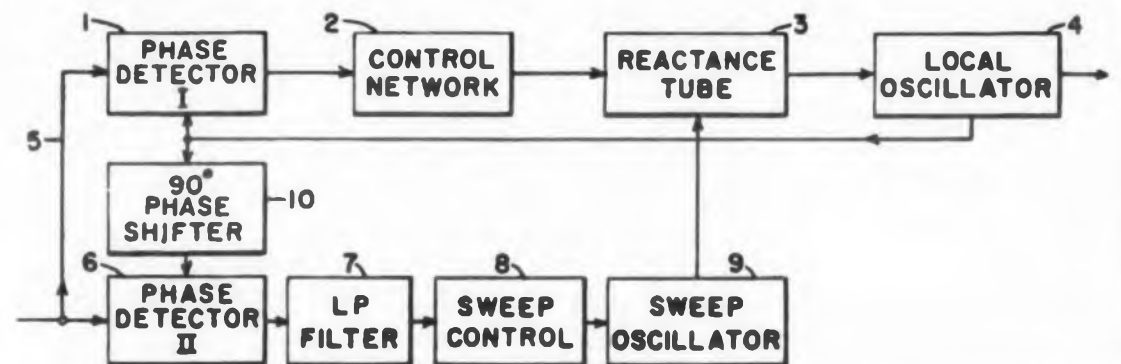 1
PHASE
DETECTOR
I
2
CONTROL
NETWORK
3
REACTANCE
TUBE
4
LOCAL
OSCILLATOR
5
90°
PHASE
SHIFTER
10
6
PHASE
DETECTOR
II
7
LP
FILTER
8
SWEEP
CONTROL
9
SWEEP
OSCILLATOR